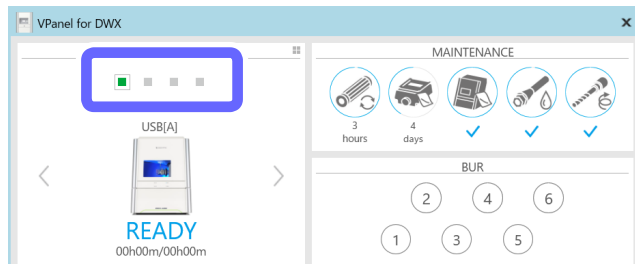 VPanel for DWX
MAINTENANCE
3
hours
4
days
USB[A]
READY
00h00m/00h00m
BUR
2 4 6
1 3 5